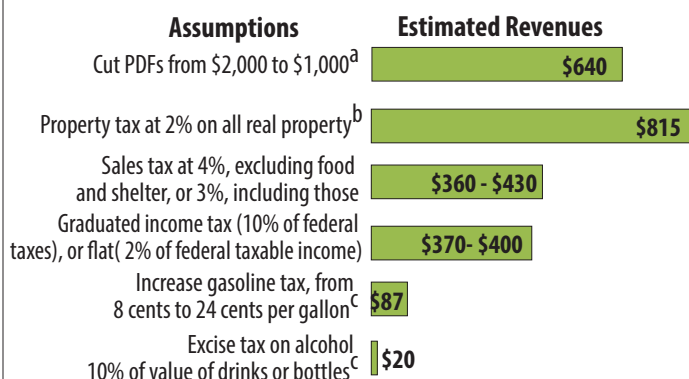 Assumptions Estimated Revenues
Cut PDFs from $2,000 to $1,000a $640
Property tax at 2% on all real propertyb $815
Sales tax at 4%, excluding food
and shelter, or 3%, including those $360 - $430
Graduated income tax (10% of federal
taxes), or flat( 2% of federal taxable income) $370- $400
Increase gasoline tax, from
8 cents to 24 cents per gallonc $87
Excise tax on alcohol
10% of value of drinks or bottlesc $20